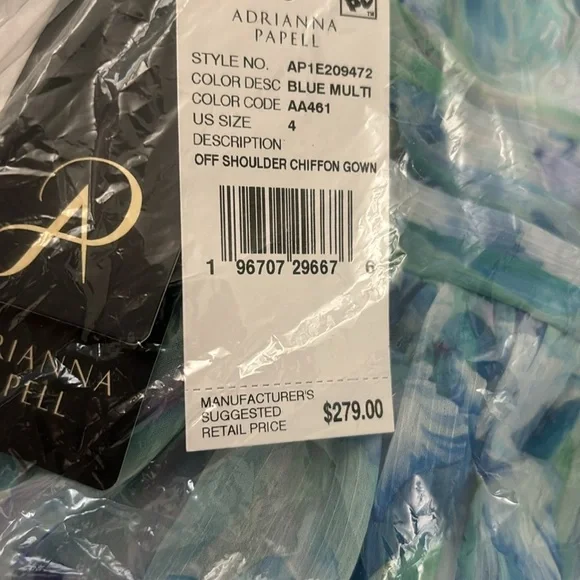 ADRIANNA
PAPELL
STYLE NO. AP1E209472
COLOR DESC BLUE MULTI
COLOR CODE AA461
US SIZE 4
DESCRIPTION
OFF SHOULDER CHIFFON GOWN
1 96707 29667 6
MANUFACTURER'S
SUGGESTED
RETAIL PRICE
$279.00
AP
RIANNA
PAPELL